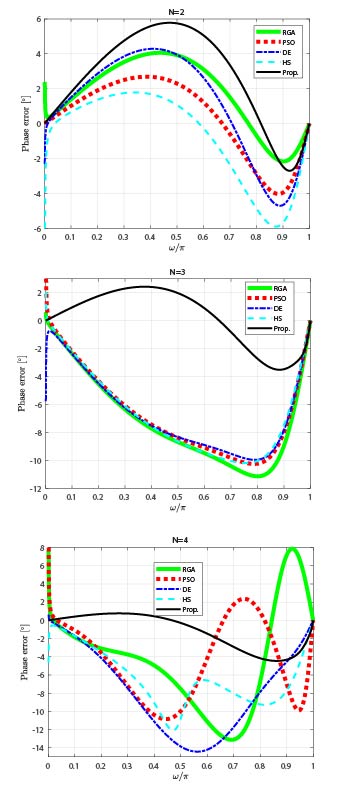 N=2
6
4
2
0
-2
-4
-6
Phase error [°]
RGA
PSO
DE
HS
Prop.
0 0.1 0.2 0.3 0.4 0.5 0.6 0.7 0.8 0.9 1
ω/π
N=3
2
0
-2
-4
-6
-8
-10
-12
Phase error [°]
RGA
PSO
DE
HS
Prop.
0 0.1 0.2 0.3 0.4 0.5 0.6 0.7 0.8 0.9 1
ω/π
N=4
8
6
4
2
0
-2
-4
-6
-8
-10
-12
-14
Phase error [°]
RGA
PSO
DE
HS
Prop.
0 0.1 0.2 0.3 0.4 0.5 0.6 0.7 0.8 0.9 1
ω/π